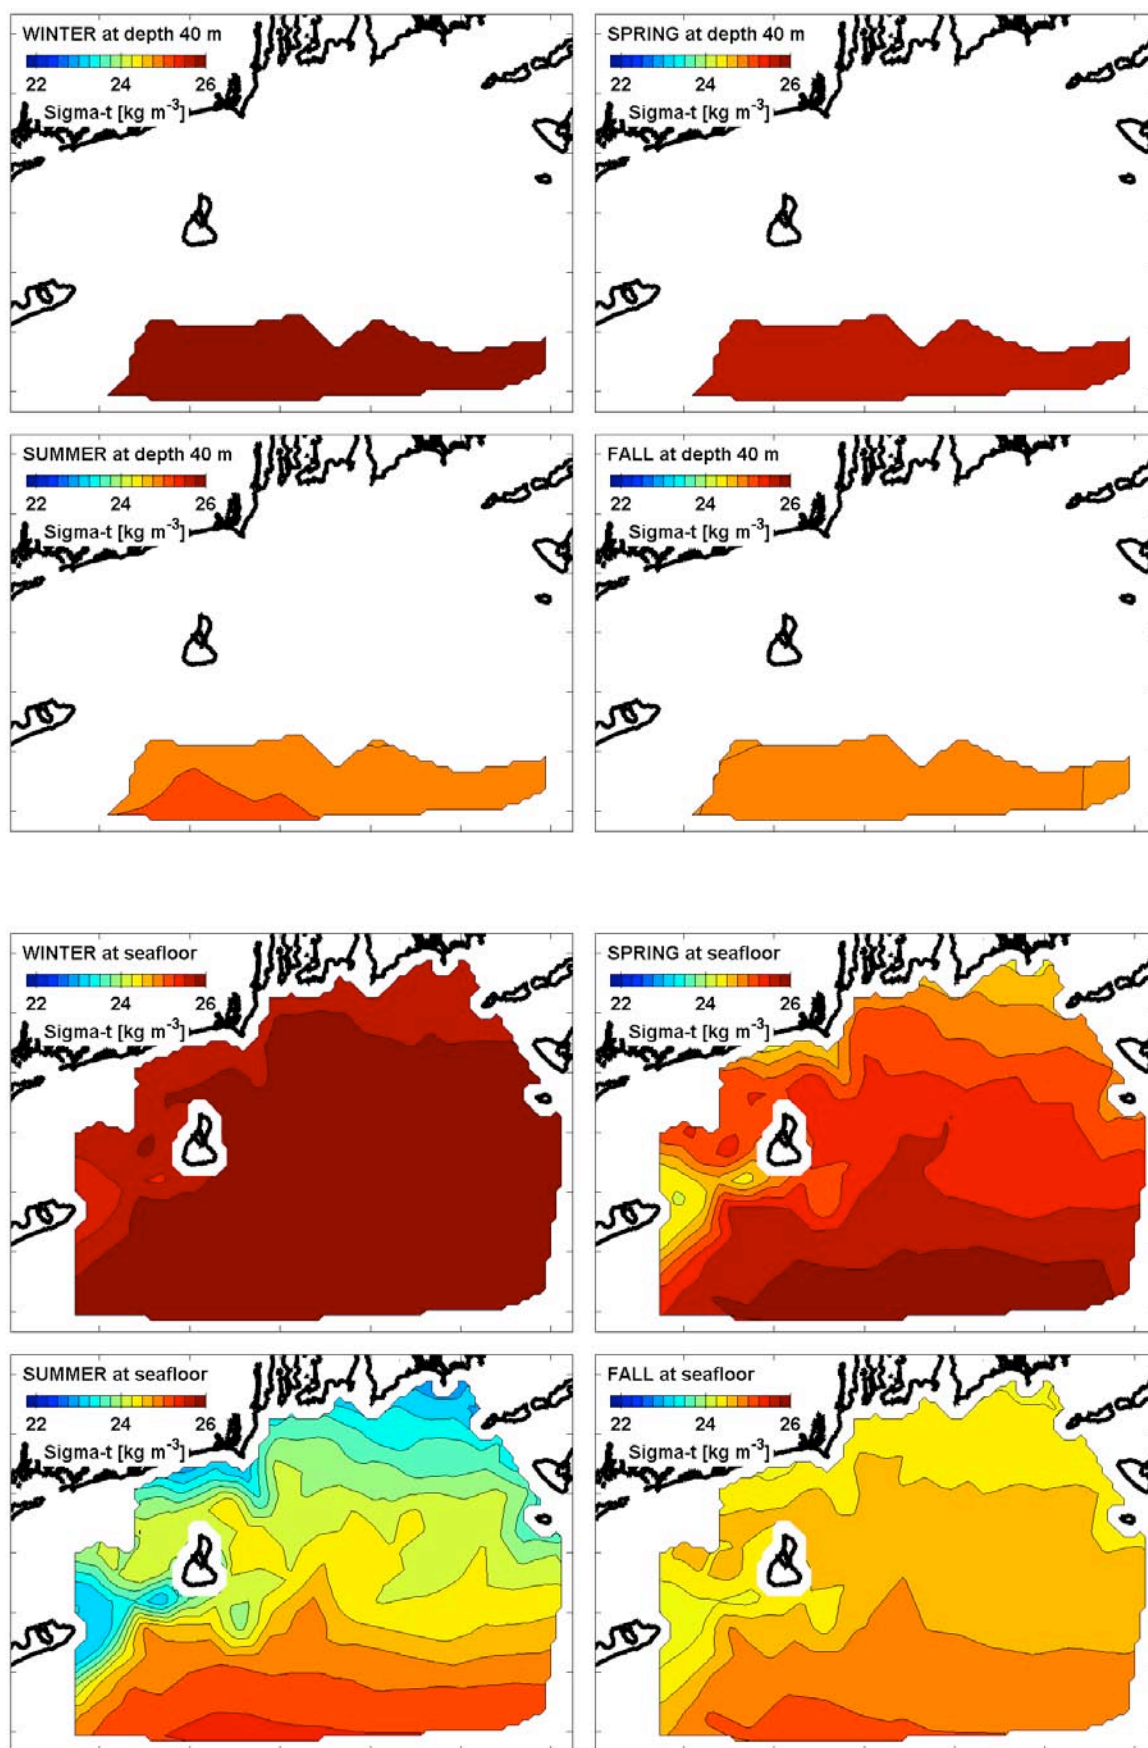 WINTER at depth 40 m
22 24 26
Sigma-t [kg m-3]
SPRING at depth 40 m
22 24 26
Sigma-t [kg m-3]
SUMMER at depth 40 m
22 24 26
Sigma-t [kg m-3]
FALL at depth 40 m
22 24 26
Sigma-t [kg m-3]
WINTER at seafloor
22 24 26
Sigma-t [kg m-3]
SPRING at seafloor
22 24 26
Sigma-t [kg m-3]
SUMMER at seafloor
22 24 26
Sigma-t [kg m-3]
FALL at seafloor
22 24 26
Sigma-t [kg m-3]